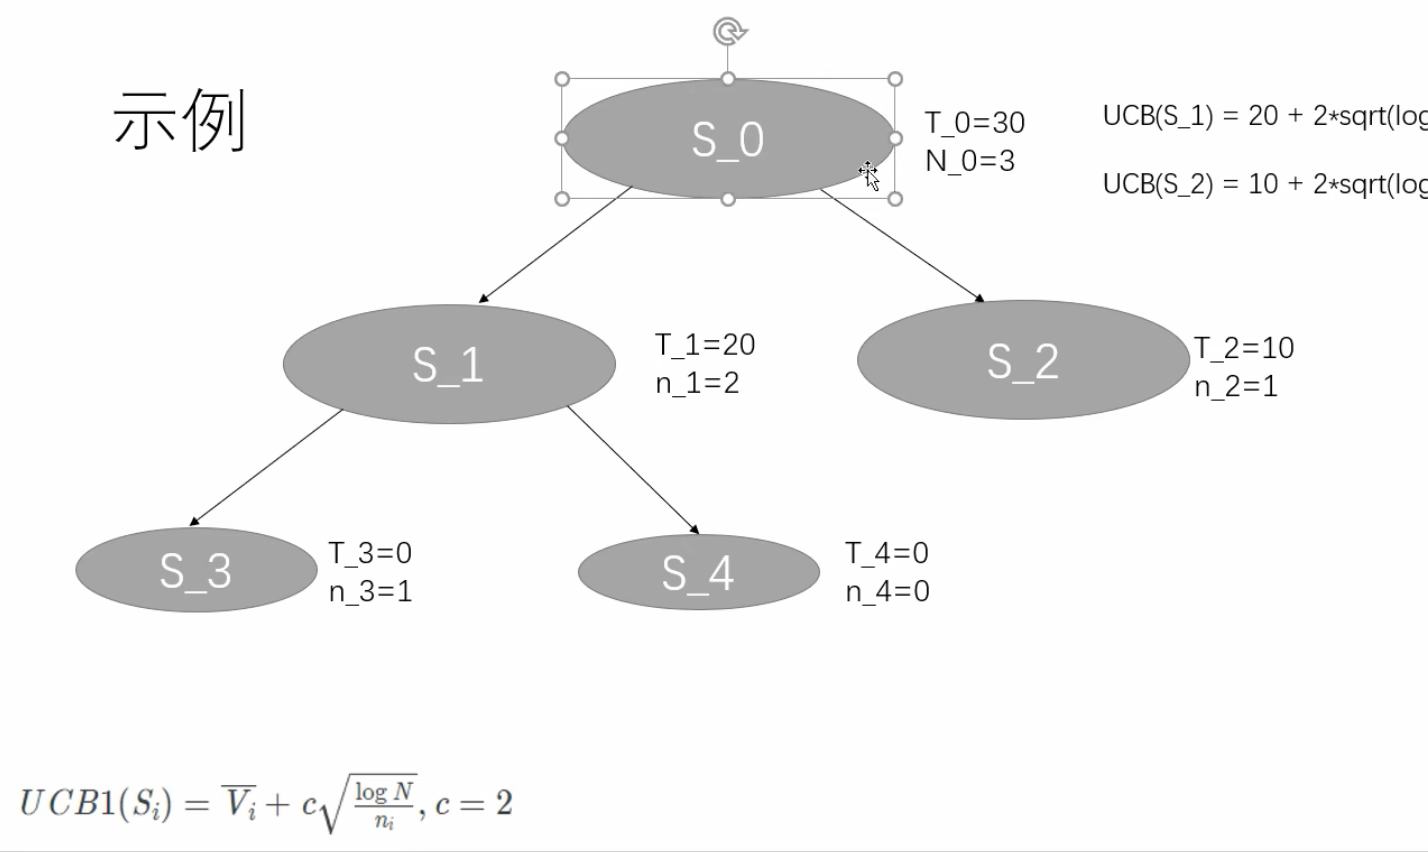 示例
S_0
T_0=30
N_0=3
UCB(S_1) = 20 + 2*sqrt(log
UCB(S_2) = 10 + 2*sqrt(log
S_1
T_1=20
n_1=2
S_2
T_2=10
n_2=1
S_3
T_3=0
n_3=1
S_4
T_4=0
n_4=0
UCB1(S_i) = \overline{V_i} + c\sqrt{\frac{\log N}{n_i}}, c = 2